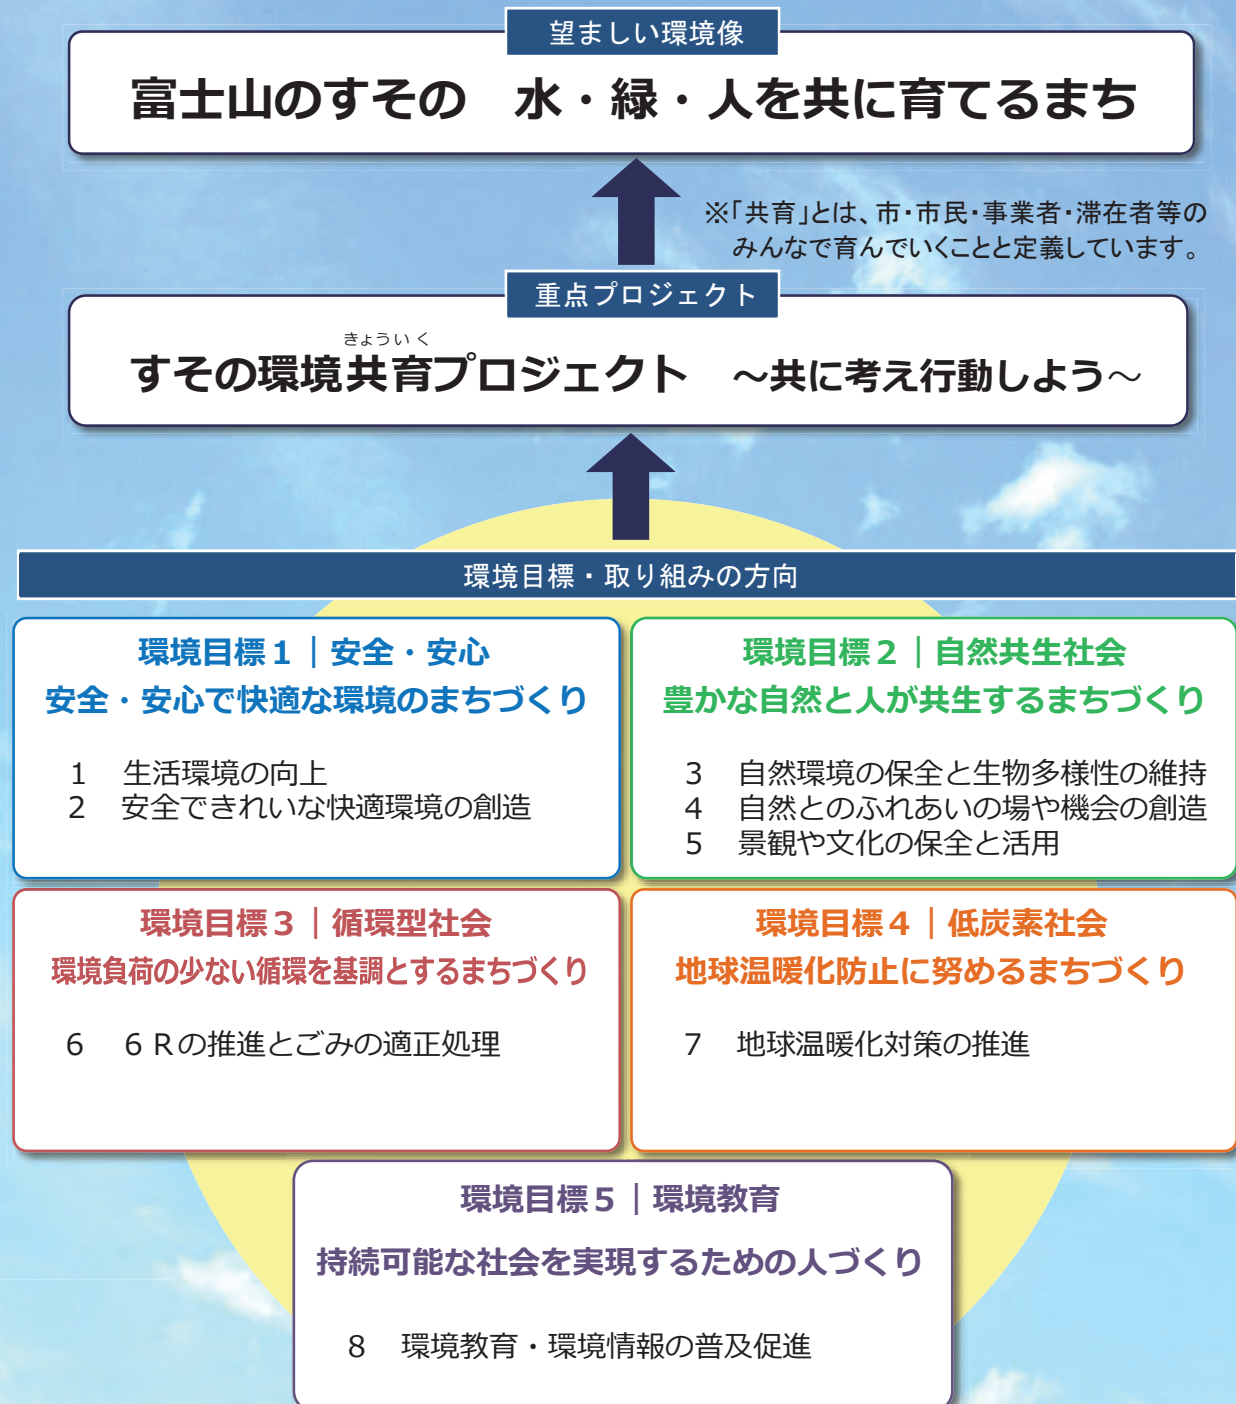 望ましい環境像
富士山のすその　水・緑・人を共に育てるまち
※「共育」とは、市・市民・事業者・滞在者等の
みんなで育んでいくことと定義しています。
重点プロジェクト
きょういく
すその環境共育プロジェクト　～共に考え行動しよう～
環境目標・取り組みの方向
環境目標１｜安全・安心
安全・安心で快適な環境のまちづくり
1　生活環境の向上
2　安全できれいな快適環境の創造
環境目標２｜自然共生社会
豊かな自然と人が共生するまちづくり
3　自然環境の保全と生物多様性の維持
4　自然とのふれあいの場や機会の創造
5　景観や文化の保全と活用
環境目標３｜循環型社会
環境負荷の少ない循環を基調とするまちづくり
6　６Ｒの推進とごみの適正処理
環境目標４｜低炭素社会
地球温暖化防止に努めるまちづくり
7　地球温暖化対策の推進
環境目標５｜環境教育
持続可能な社会を実現するための人づくり
8　環境教育・環境情報の普及促進